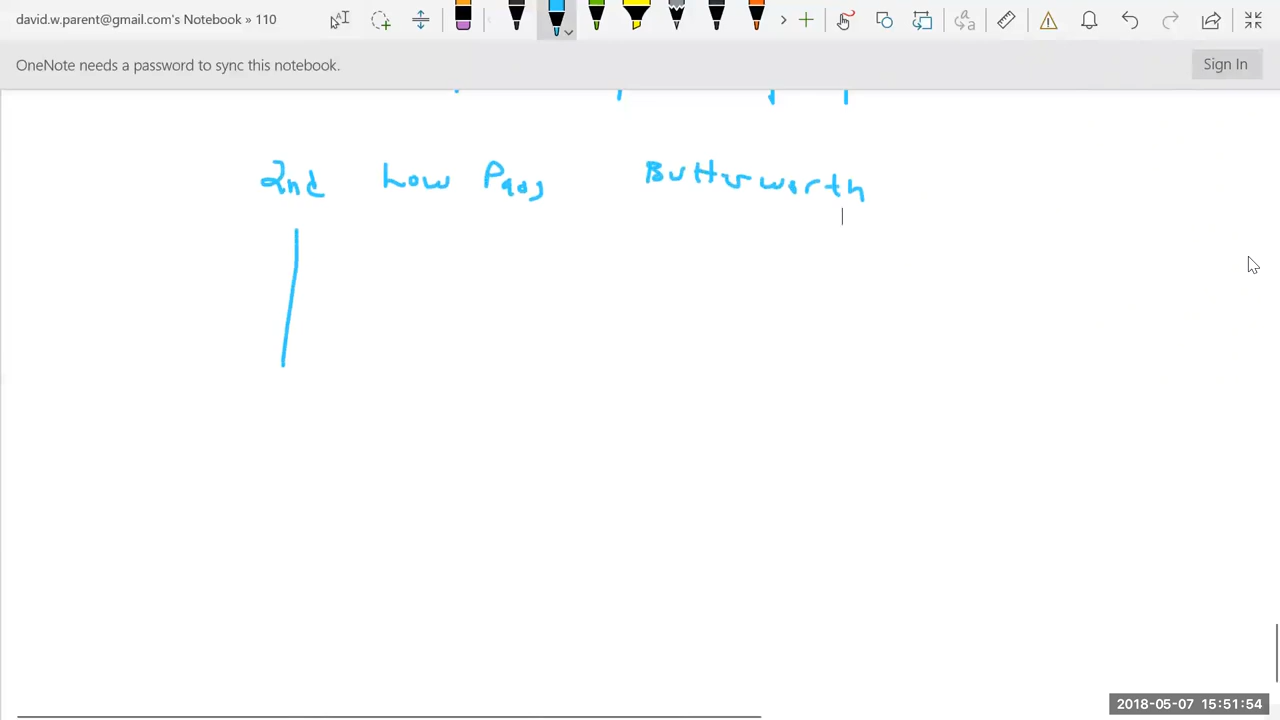 david.w.parent@gmail.com's Notebook » 110
OneNote needs a password to sync this notebook.
Sign In
2nd Low Pass Butterworth
2018-05-07 15:51:54